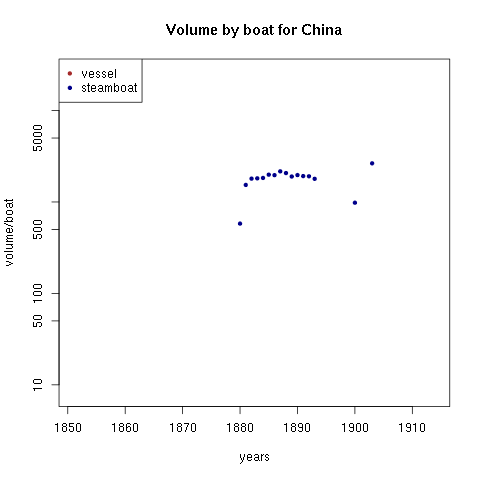 Volume by boat for China
vessel
steamboat
volume/boat
5000
500
100
50
10
1850 1860 1870 1880 1890 1900 1910
years